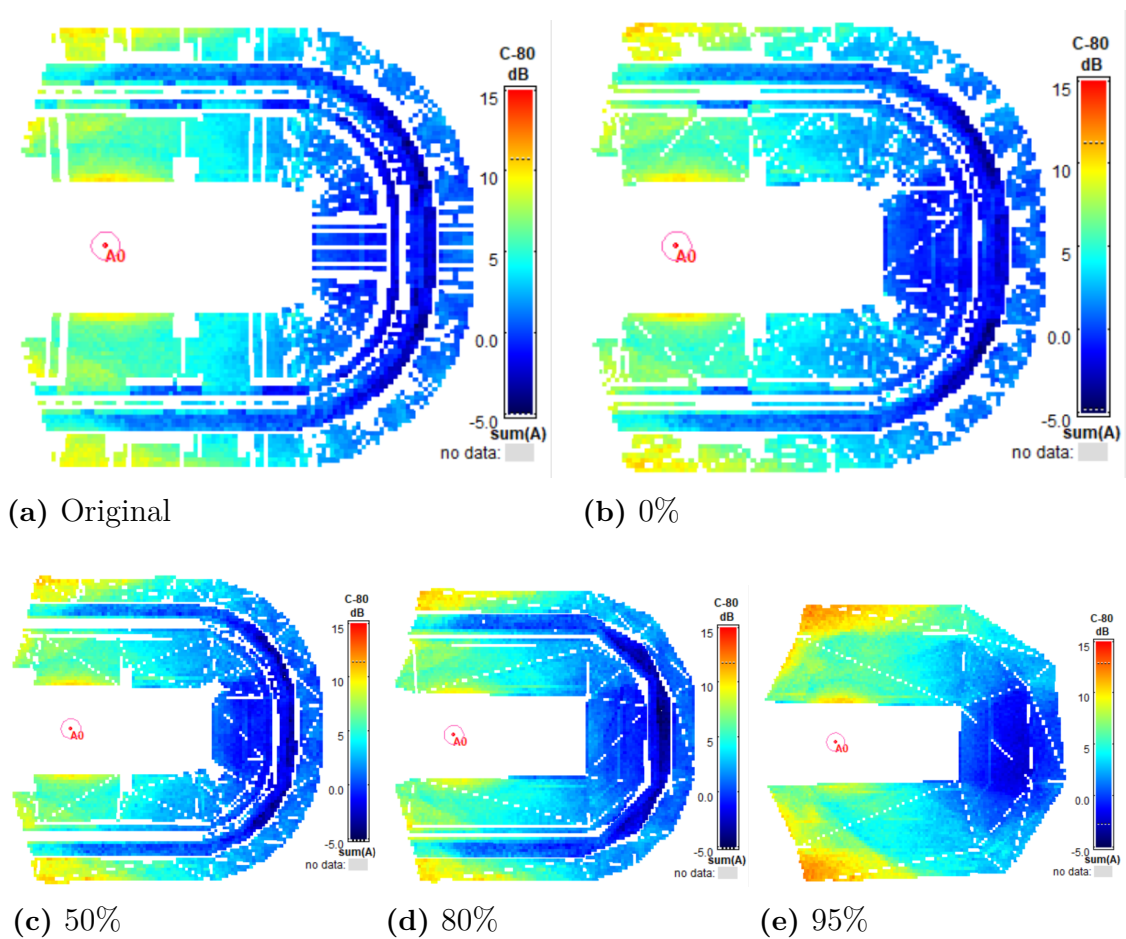 C-80
dB
15
10
5
0.0
-5.0
sum(A)
no data:
A0
(a) Original
C-80
dB
15
10
5
0.0
-5.0
sum(A)
no data:
A0
(b) 0%
C-80
dB
15
10
5
0.0
-5.0
sum(A)
no data:
A0
(c) 50%
C-80
dB
15
10
5
0.0
-5.0
sum(A)
no data:
A0
(d) 80%
C-80
dB
15
10
5
0.0
-5.0
sum(A)
no data:
A0
(e) 95%